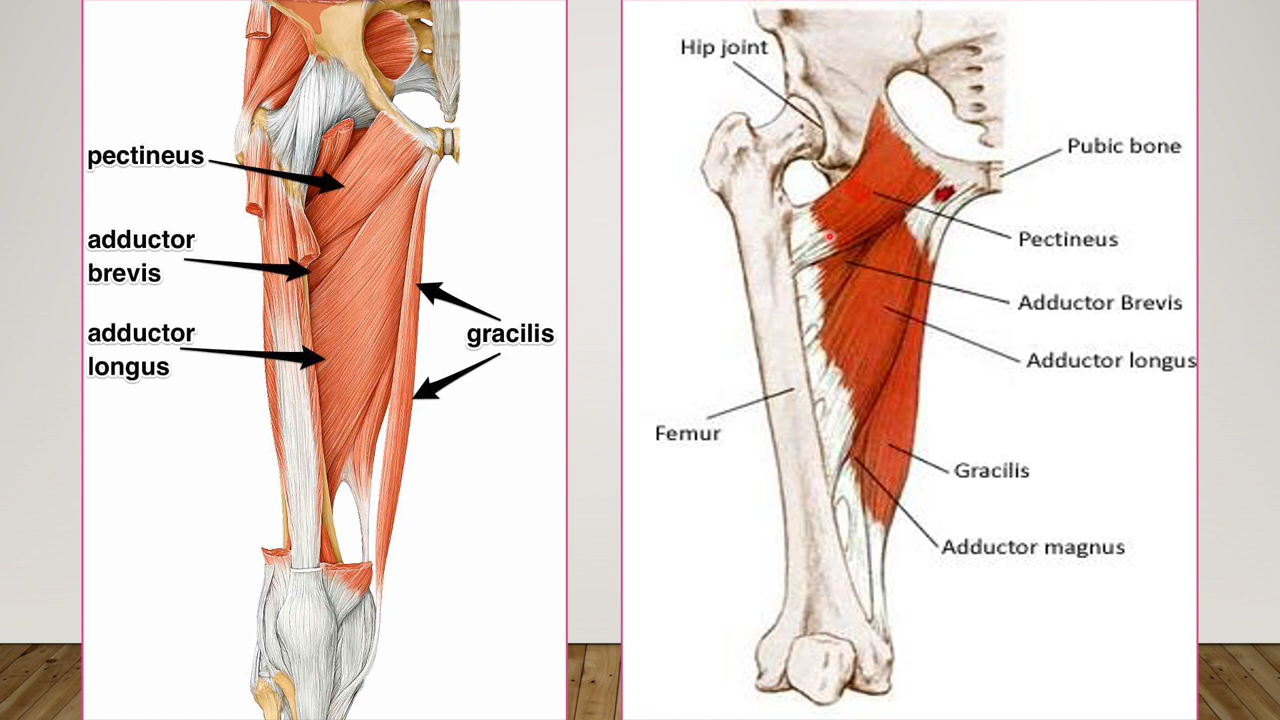 pectineus
adductor
brevis
adductor
longus
gracilis
Hip joint
Pubic bone
Pectineus
Adductor Brevis
Adductor longus
Femur
Gracilis
Adductor magnus